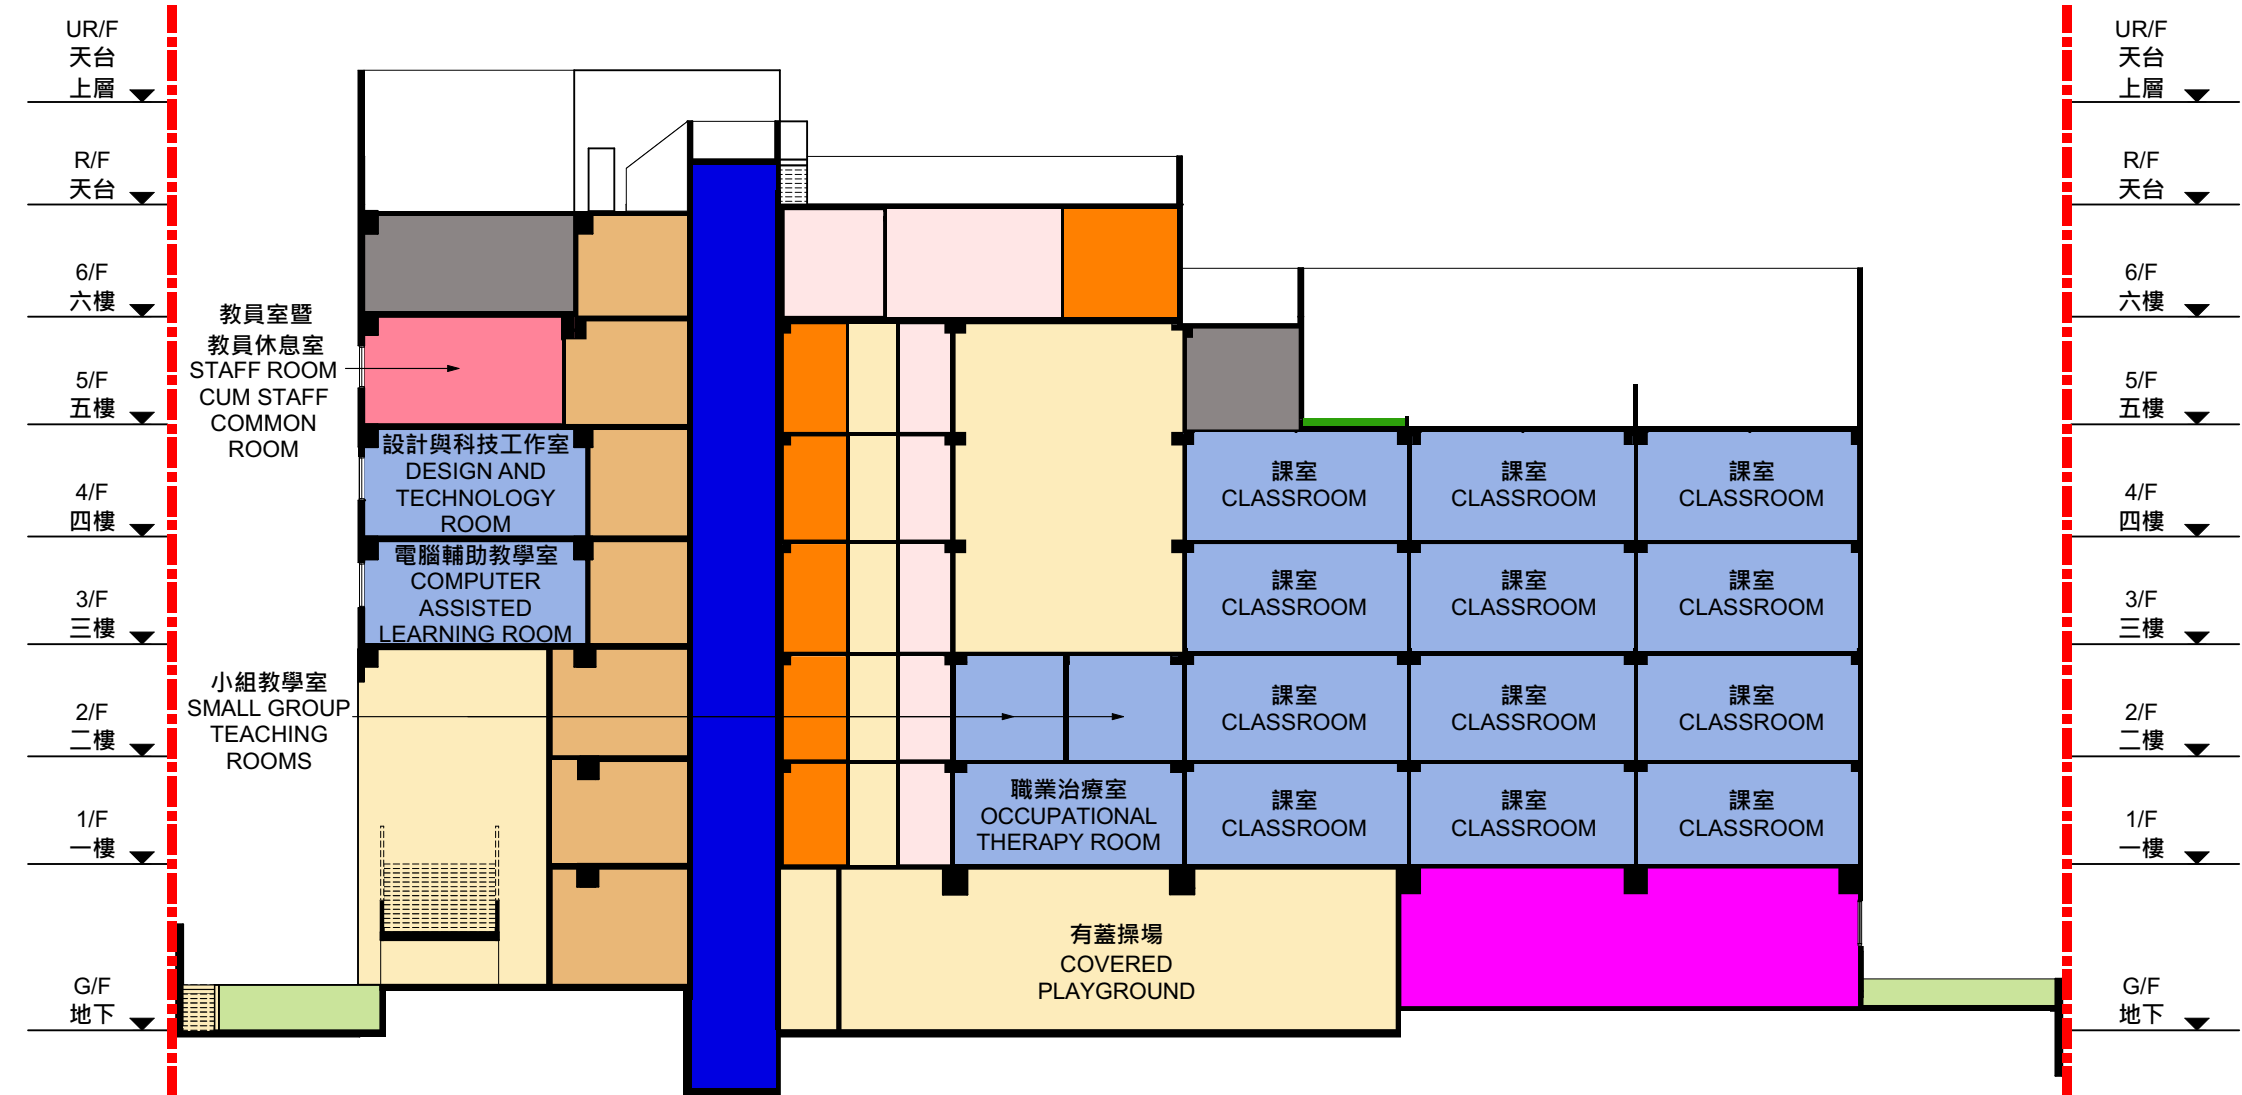 UR/F
天台
上層
R/F
天台
6/F
六樓
5/F
五樓
4/F
四樓
3/F
三樓
2/F
二樓
1/F
一樓
G/F
地下
教員室暨
教員休息室
STAFF ROOM
CUM STAFF
COMMON
ROOM
小組教學室
SMALL GROUP
TEACHING
ROOMS
設計與科技工作室
DESIGN AND
TECHNOLOGY
ROOM
電腦輔助教學室
COMPUTER
ASSISTED
LEARNING ROOM
課室
CLASSROOM
課室
CLASSROOM
課室
CLASSROOM
課室
CLASSROOM
課室
CLASSROOM
課室
CLASSROOM
課室
CLASSROOM
課室
CLASSROOM
課室
CLASSROOM
職業治療室
OCCUPATIONAL
THERAPY ROOM
課室
CLASSROOM
課室
CLASSROOM
課室
CLASSROOM
有蓋操場
COVERED
PLAYGROUND
UR/F
天台
上層
R/F
天台
6/F
六樓
5/F
五樓
4/F
四樓
3/F
三樓
2/F
二樓
1/F
一樓
G/F
地下